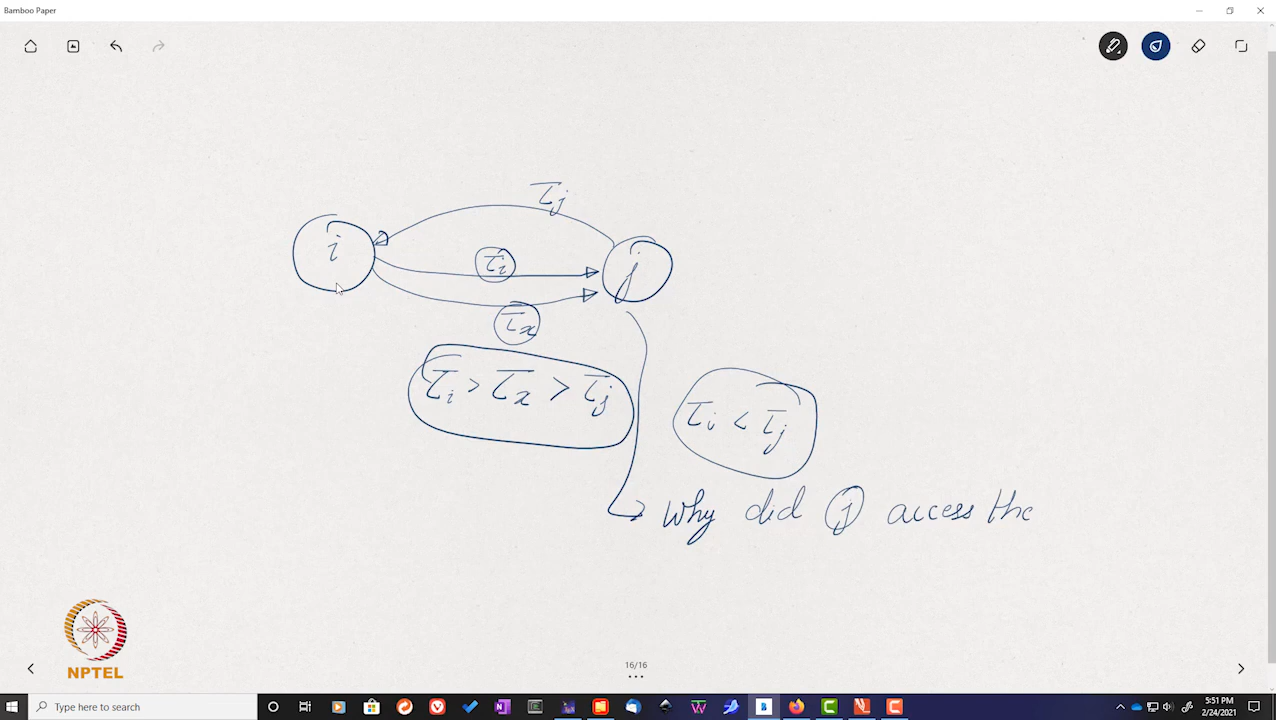 Bamboo Paper
τj
i
τi
j
τx
τi > τx > τj
τi < τj
Why did j access the
NPTEL
16/16
Type here to search
5:51 PM
2/24/2021